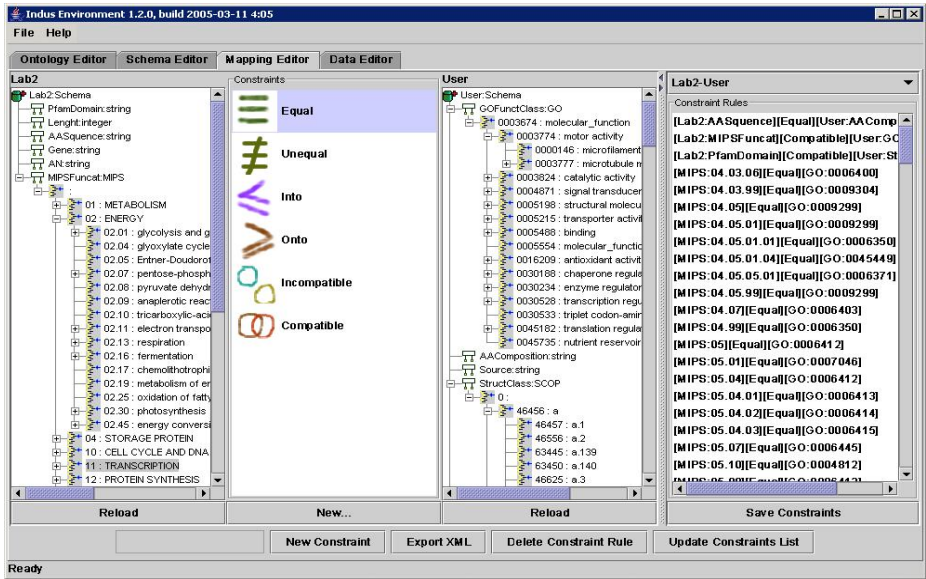 Indus Environment 1.2.0, build 2005-03-11 4:05
File Help
Ontology Editor Schema Editor Mapping Editor Data Editor
Lab2
Lab2:Schema
PfamDomain:string
Lenght:integer
AASquence:string
Gene:string
AN:string
MIPSFuncat:MIPS
:
01 : METABOLISM
02 : ENERGY
02.01 : glycolysis and g
02.04 : glyoxylate cycle
02.05 : Entner-Doudorot
02.07 : pentose-phosph
02.08 : pyruvate dehydr
02.09 : anaplerotic reac
02.10 : tricarboxylic-aci
02.11 : electron transpo
02.13 : respiration
02.16 : fermentation
02.17 : chemolithotrophi
02.19 : metabolism of er
02.25 : oxidation of fatty
02.30 : photosynthesis
02.45 : energy conversi
04 : STORAGE PROTEIN
10 : CELL CYCLE AND DNA
11 : TRANSCRIPTION
12 : PROTEIN SYNTHESIS
Reload
Constraints
Equal
Unequal
Into
Onto
Incompatible
Compatible
New...
User
User:Schema
GOFunctClass:GO
0003674 : molecular_function
0003774 : motor activity
0000146 : microfilament
0003777 : microtubule m
0003824 : catalytic activity
0004871 : signal transducer
0005198 : structural molecu
0005215 : transporter activit
0005488 : binding
0005554 : molecular_functic
0016209 : antioxidant activit
0030188 : chaperone regula
0030234 : enzyme regulator
0030528 : transcription regu
0030533 : triplet codon-amir
0045182 : translation regula
0045735 : nutrient reservoir
AAComposition:string
Source:string
StructClass:SCOP
0 :
46456 : a
46457 : a.1
46556 : a.2
63445 : a.139
63450 : a.140
46625 : a.3
Reload
Lab2-User
Constraint Rules
[Lab2:AASquence][Equal][User:AAComp
[Lab2:MIPSFuncat][Compatible][User:GC
[Lab2:PfamDomain][Compatible][User:St
[MIPS:04.03.06][Equal][GO:0006400]
[MIPS:04.03.99][Equal][GO:0009304]
[MIPS:04.05][Equal][GO:0009299]
[MIPS:04.05.01][Equal][GO:0009299]
[MIPS:04.05.01.01][Equal][GO:0006350]
[MIPS:04.05.01.04][Equal][GO:0045449]
[MIPS:04.05.05.01][Equal][GO:0006371]
[MIPS:04.05.99][Equal][GO:0009299]
[MIPS:04.07][Equal][GO:0006403]
[MIPS:04.99][Equal][GO:0006350]
[MIPS:05][Equal][GO:0006412]
[MIPS:05.01][Equal][GO:0007046]
[MIPS:05.04][Equal][GO:0006412]
[MIPS:05.04.01][Equal][GO:0006413]
[MIPS:05.04.02][Equal][GO:0006414]
[MIPS:05.04.03][Equal][GO:0006415]
[MIPS:05.07][Equal][GO:0006445]
[MIPS:05.10][Equal][GO:0004812]
Save Constraints
New Constraint Export XML Delete Constraint Rule Update Constraints List
Ready